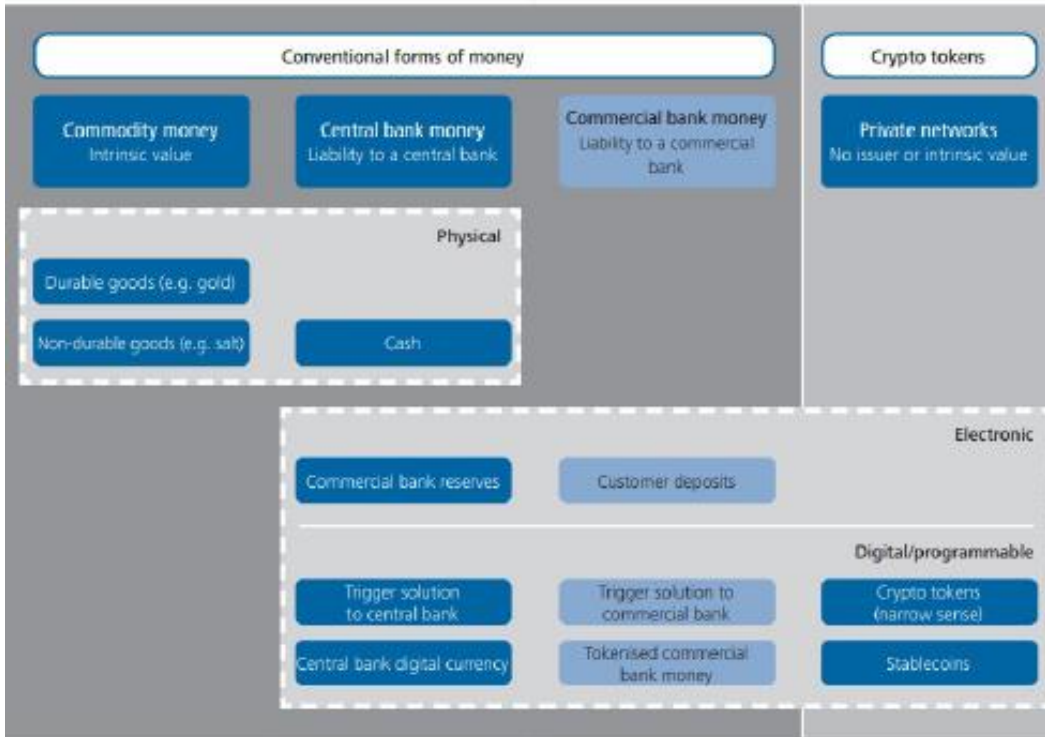 Conventional forms of money
Crypto tokens
Commodity money
Intrinsic value
Central bank money
Liability to a central bank
Commercial bank money
Liability to a commercial
bank
Private networks
No issuer or intrinsic value
Physical
Durable goods (e.g. gold)
Non-durable goods (e.g. salt)
Cash
Electronic
Commercial bank reserves
Customer deposits
Digital/programmable
Trigger solution
to central bank
Trigger solution to
commercial bank
Crypto tokens
(narrow sense)
Central bank digital currency
Tokenised commercial
bank money
Stablecoins